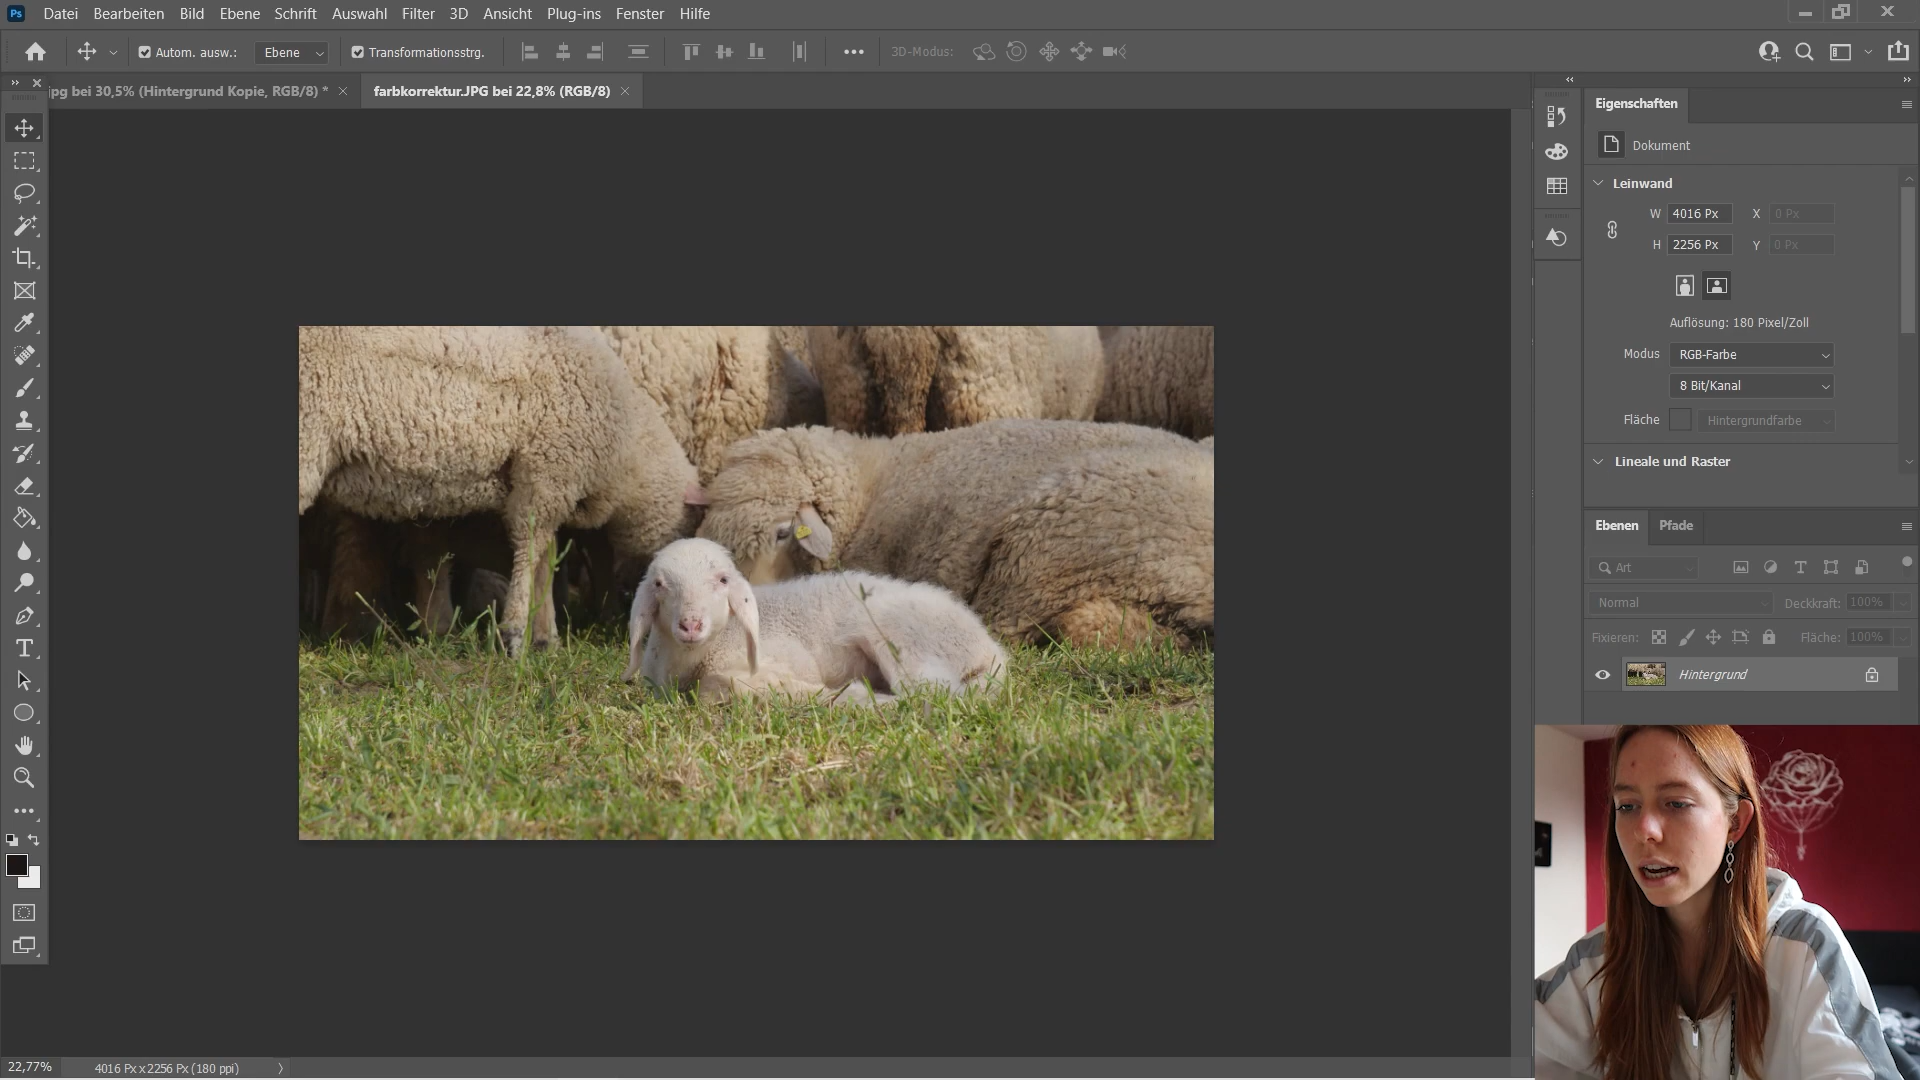 Ps Datei Bearbeiten Bild Ebene Schrift Auswahl Filter 3D Ansicht Plug-ins Fenster Hilfe
Autom. ausw.: Ebene Transformationsstrg. 3D-Modus:
jpg bei 30,5% (Hintergrund Kopie, RGB/8) * farbkorrektur.JPG bei 22,8% (RGB/8)
Eigenschaften
Dokument
Leinwand
W 4016 Px X 0 Px
H 2256 Px Y 0 Px
Auflösung: 180 Pixel/Zoll
Modus RGB-Farbe
8 Bit/Kanal
Fläche Hintergrundfarbe
Lineale und Raster
Ebenen Pfade
Art
Normal Deckkraft: 100%
Fixieren: Fläche: 100%
Hintergrund
22,77% 4016 Px x 2256 Px (180 ppi)